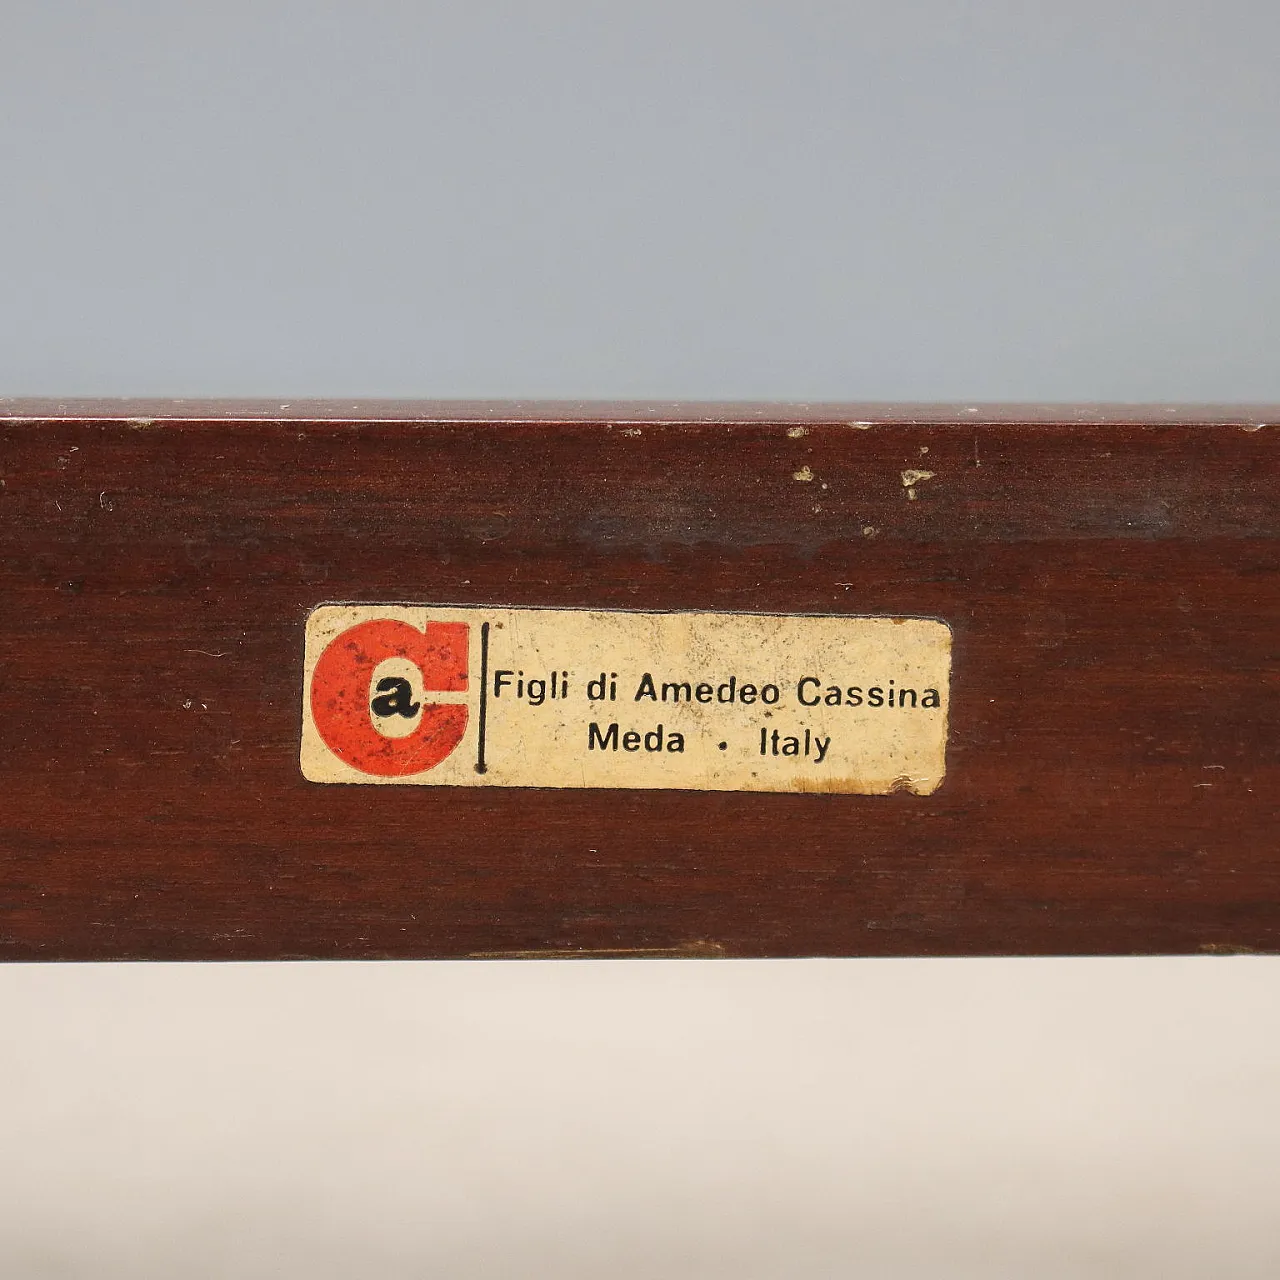 Ca
Figli di Amedeo Cassina
Meda · Italy